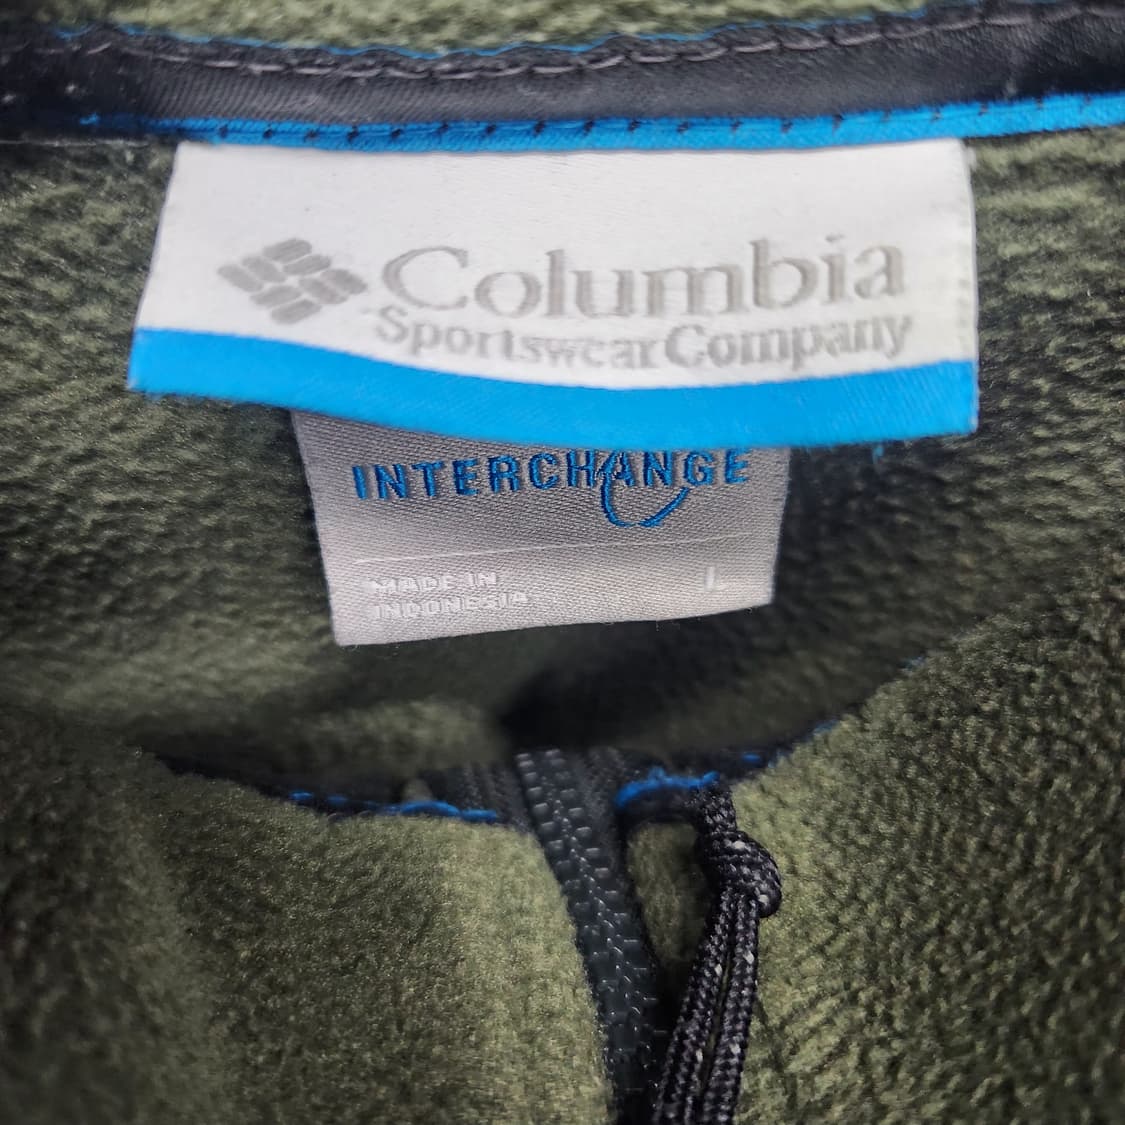 Columbia
Sportswear Company
INTERCHANGE
MADE IN L
INDONESIA